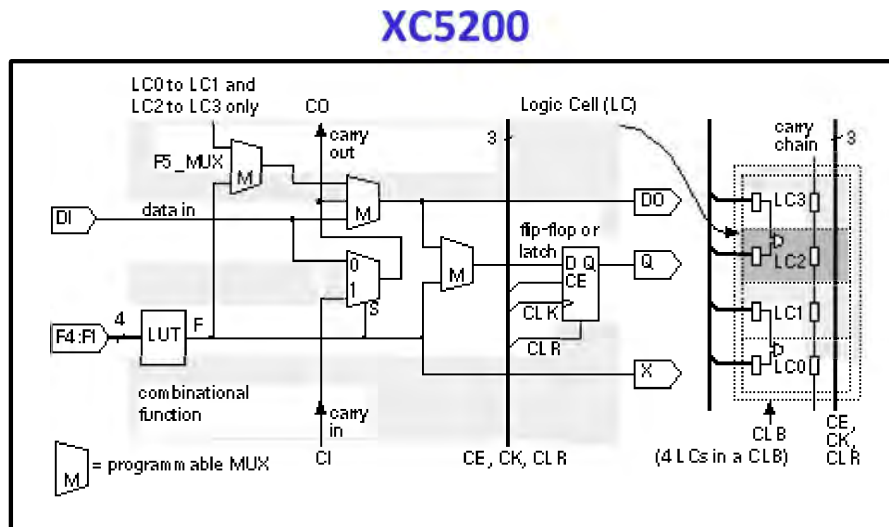 XC5200
LC0 to LC1 and
LC2 to LC3 only
CO
carry
out
F5_MUX
M
DI
data in
M
0
1
S
M
F4:F1
4
LUT
F
combinational
function
carry
in
CI
M
= programmable MUX
3
Logic Cell (LC)
flip-flop or
latch
D Q
CE
CLK
CLR
CE, CK, CLR
DO
Q
X
carry
chain
3
LC3
LC2
LC1
LC0
CLB
(4 LCs in a CLB)
CE,
CK,
CLR